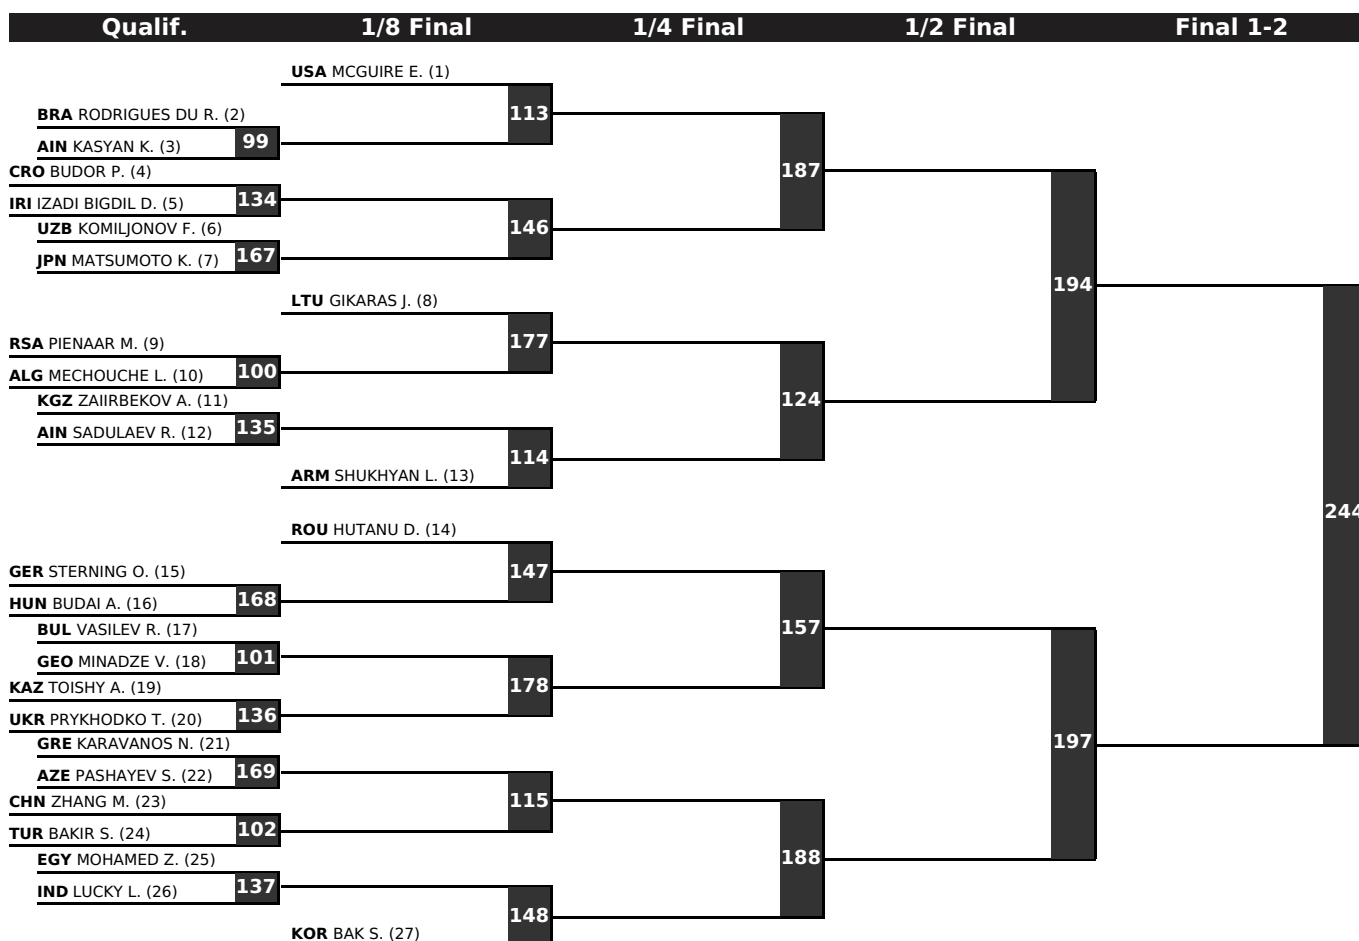 Qualif. 1/8 Final 1/4 Final 1/2 Final Final 1-2
USA MCGUIRE E. (1)
113
BRA RODRIGUES DU R. (2)
99
AIN KASYAN K. (3)
187
CRO BUDOR P. (4)
134
IRI IZADI BIGDIL D. (5)
146
UZB KOMILJONOV F. (6)
167
JPN MATSUMOTO K. (7)
194
LTU GIKARAS J. (8)
177
RSA PIENAAR M. (9)
100
ALG MECHOUCHE L. (10)
124
KGZ ZAIIRBEKOV A. (11)
135
AIN SADULAEV R. (12)
114
ARM SHUKHYAN L. (13)
244
ROU HUTANU D. (14)
147
GER STERNING O. (15)
168
HUN BUDAI A. (16)
157
BUL VASILEV R. (17)
101
GEO MINADZE V. (18)
178
KAZ TOISHY A. (19)
136
UKR PRYKHODKO T. (20)
197
GRE KARAVANOS N. (21)
169
AZE PASHAYEV S. (22)
115
CHN ZHANG M. (23)
102
TUR BAKIR S. (24)
188
EGY MOHAMED Z. (25)
137
IND LUCKY L. (26)
148
KOR BAK S. (27)